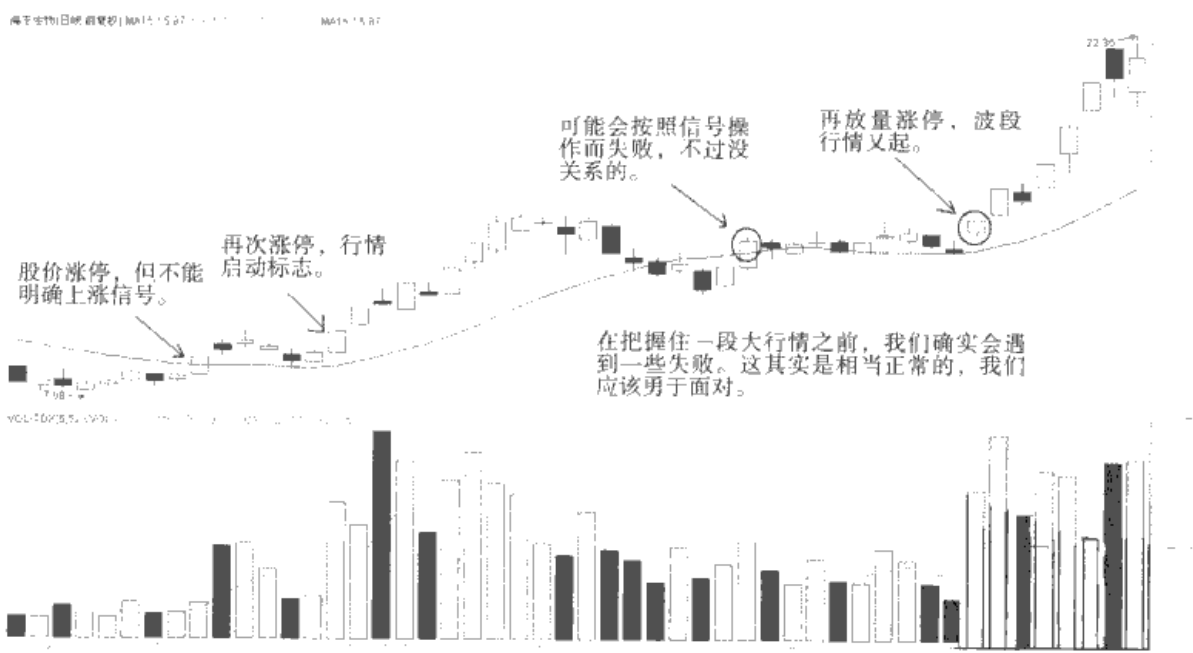 股价涨停，但不能
明确上涨信号。
再次涨停，行情
启动标志。
可能会按照信号操
作而失败，不过没
关系的。
再放量涨停，波段
行情又起。
在把握住一段大行情之前，我们确实会遇
到一些失败。这其实是相当正常的，我们
应该勇于面对。
22.35
7.98